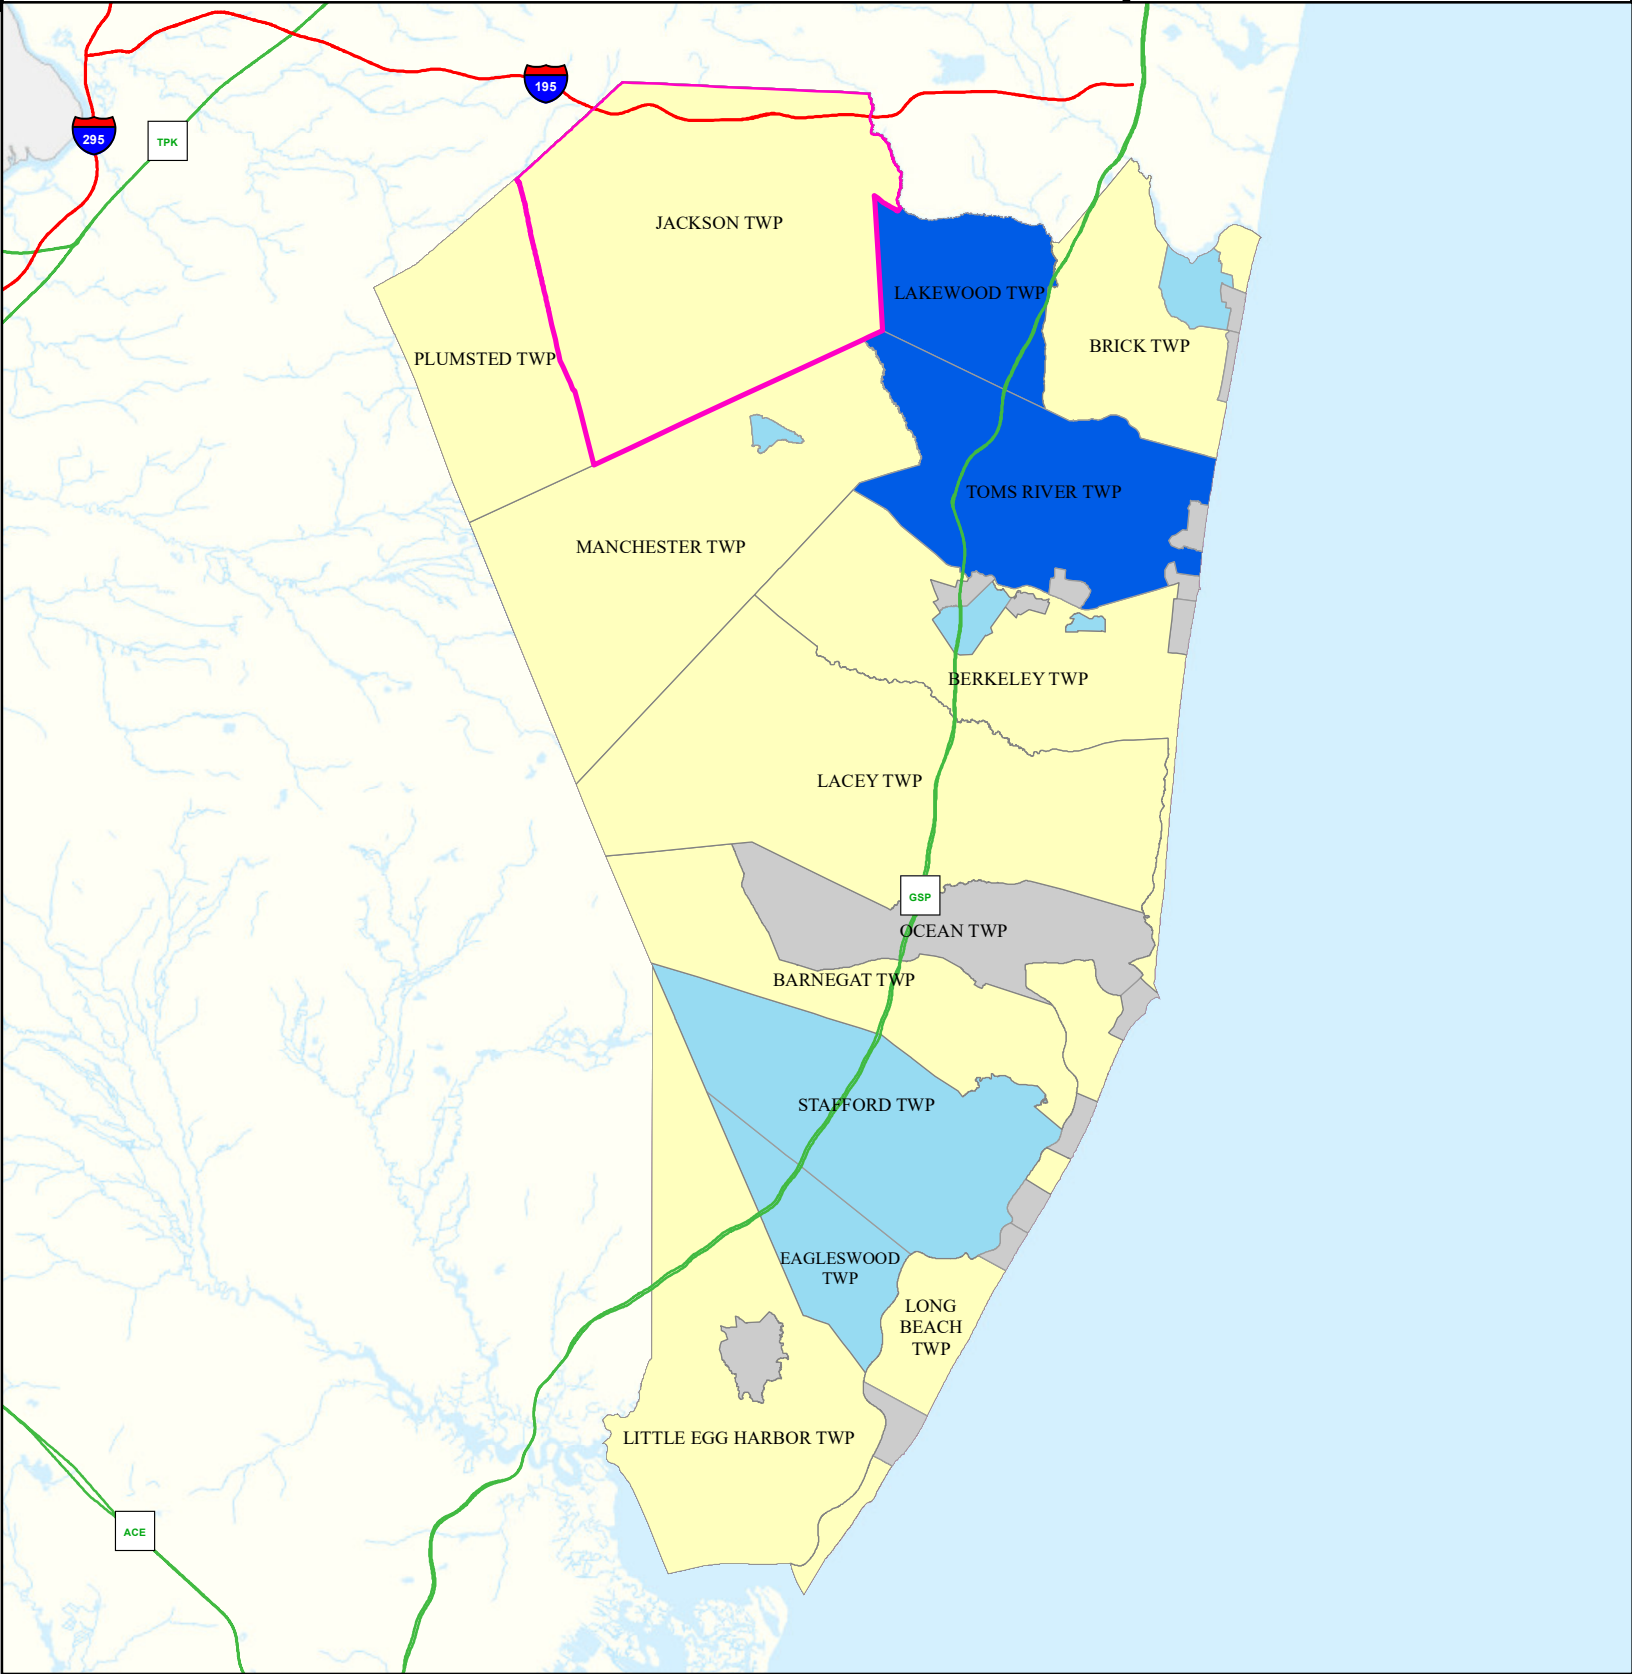 195
295
TPK
JACKSON TWP
LAKEWOOD TWP
BRICK TWP
PLUMSTED TWP
TOMS RIVER TWP
MANCHESTER TWP
BERKELEY TWP
LACEY TWP
GSP
OCEAN TWP
BARNEGAT TWP
STAFFORD TWP
EAGLESWOOD
TWP
LONG
BEACH
TWP
LITTLE EGG HARBOR TWP
ACE